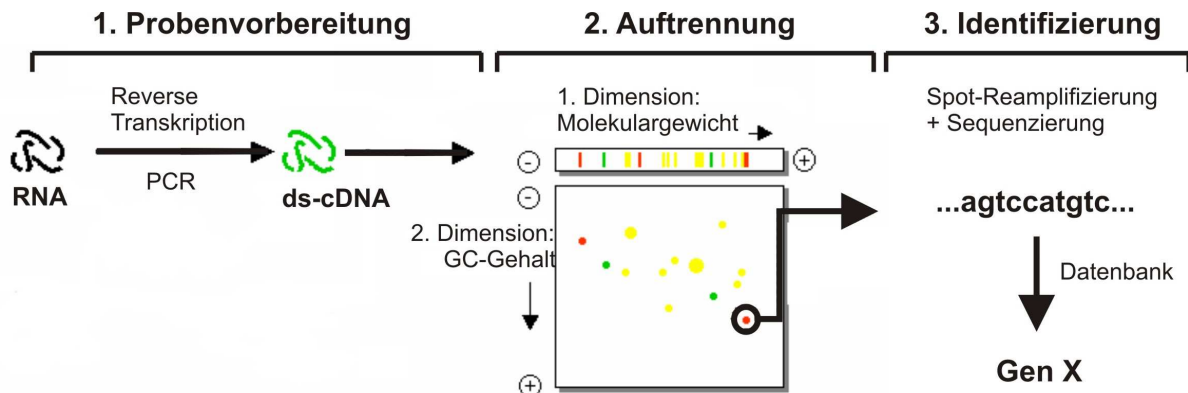 1. Probenvorbereitung
2. Auftrennung
3. Identifizierung
Reverse
Transkription
PCR
RNA
ds-cDNA
1. Dimension:
Molekulargewicht
-
+
-
2. Dimension:
GC-Gehalt
+
Spot-Reamplifizierung
+ Sequenzierung
...agtccatgtc...
Datenbank
Gen X